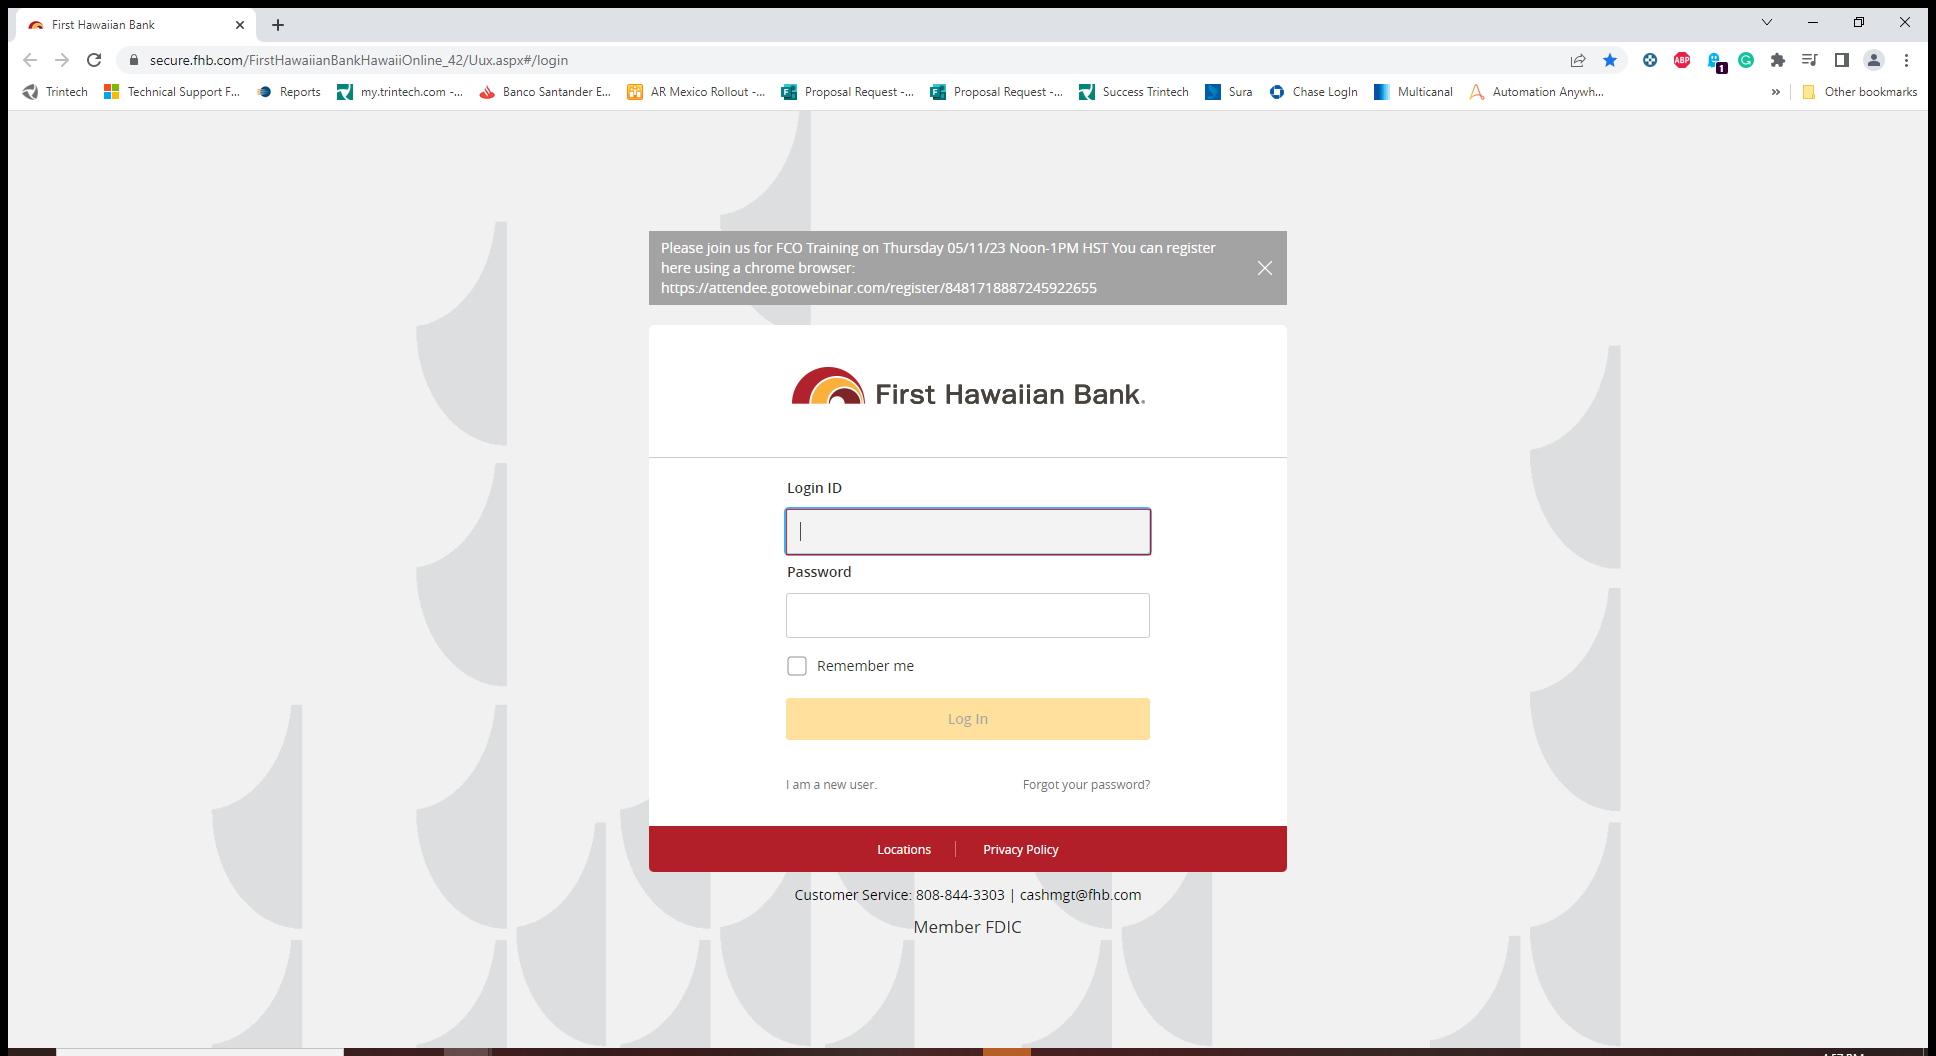 First Hawaiian Bank
secure.fhb.com/FirstHawaiianBankHawaiiOnline_42/Uux.aspx#/login
ABP
1
Trintech
Technical Support F...
Reports
my.trintech.com -...
Banco Santander E...
AR Mexico Rollout -...
Proposal Request -...
Proposal Request -...
Success Trintech
Sura
Chase LogIn
Multicanal
Automation Anywh...
»
Other bookmarks
Please join us for FCO Training on Thursday 05/11/23 Noon-1PM HST You can register
here using a chrome browser:
https://attendee.gotowebinar.com/register/8481718887245922655
First Hawaiian Bank.
Login ID
Password
Remember me
Log In
I am a new user.
Forgot your password?
Locations
Privacy Policy
Customer Service: 808-844-3303 | cashmgt@fhb.com
Member FDIC